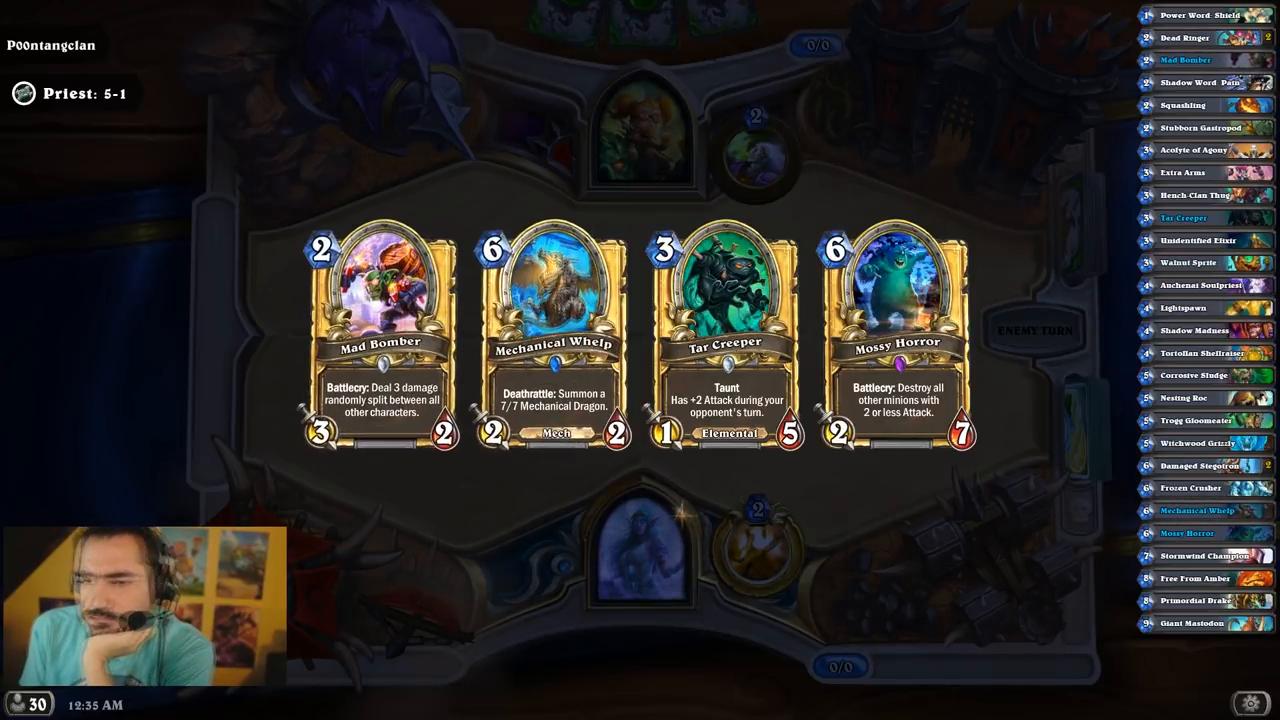 P00ntangclan
Priest: 5-1
2
0/0
2
Mad Bomber
Battlecry: Deal 3 damage
randomly split between all
other characters.
3
2
6
Mechanical Whelp
Deathrattle: Summon a
7/7 Mechanical Dragon.
2
Mech
2
3
Tar Creeper
Taunt
Has +2 Attack during your
opponent's turn.
1
Elemental
5
6
Mossy Horror
Battlecry: Destroy all
other minions with
2 or less Attack.
2
7
ENEMY TURN
2
0/0
30
12:35 AM
1 Power Word: Shield
2 Dead Ringer 2
2 Mad Bomber
2 Shadow Word: Pain
2 Squashling
2 Stubborn Gastropod
3 Acolyte of Agony
3 Extra Arms
3 Hench-Clan Thug
3 Tar Creeper
3 Unidentified Elixir
3 Walnut Sprite
4 Auchenai Soulpriest
4 Lightspawn
4 Shadow Madness
4 Tortollan Shellraiser
5 Corrosive Sludge
5 Nesting Roc
5 Trogg Gloomeater
5 Witchwood Grizzly
6 Damaged Stegotron 2
6 Frozen Crusher
6 Mechanical Whelp
6 Mossy Horror
7 Stormwind Champion
8 Free From Amber
8 Primordial Drake
9 Giant Mastodon